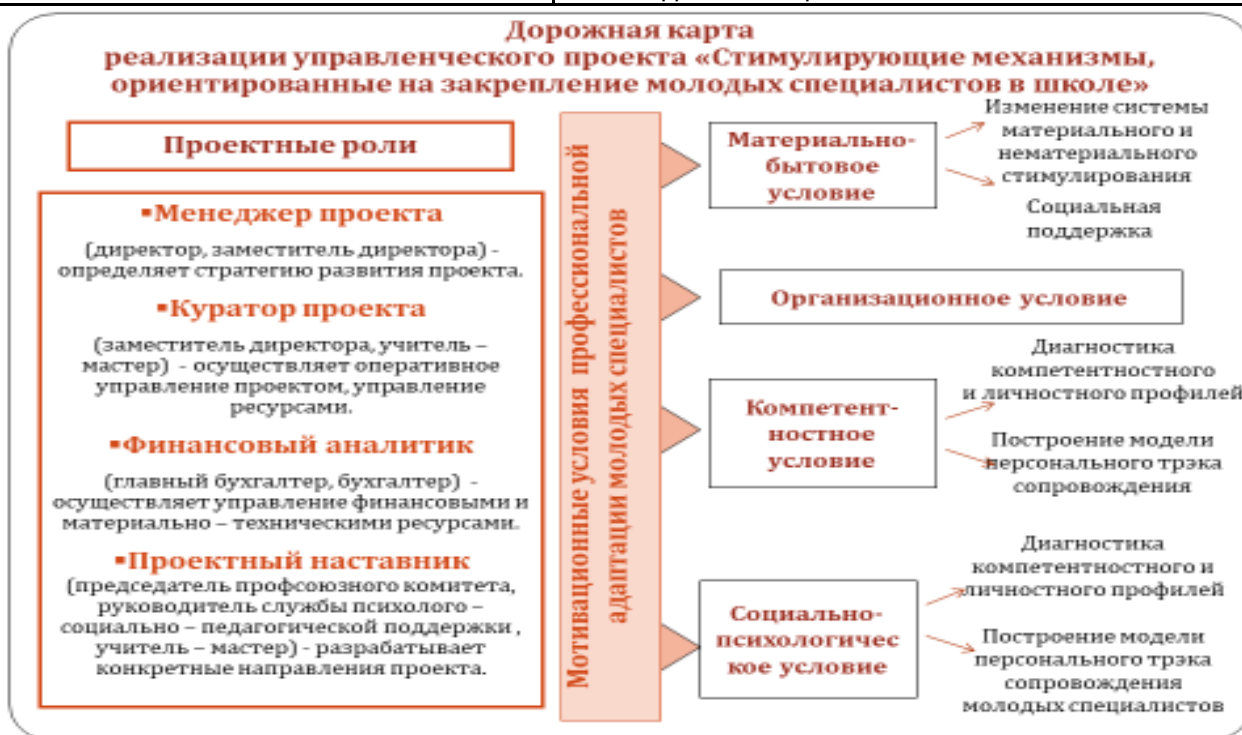 Дорожная карта
реализации управленческого проекта «Стимулирующие механизмы,
ориентированные на закрепление молодых специалистов в школе»
Проектные роли
▪Менеджер проекта
(директор, заместитель директора) -
определяет стратегию развития проекта.
▪Куратор проекта
(заместитель директора, учитель –
мастер) - осуществляет оперативное
управление проектом, управление
ресурсами.
▪Финансовый аналитик
(главный бухгалтер, бухгалтер) -
осуществляет управление финансовыми и
материально – техническими ресурсами.
▪Проектный наставник
(председатель профсоюзного комитета,
руководитель службы психолого –
социально – педагогической поддержки ,
учитель – мастер) - разрабатывает
конкретные направления проекта.
Мотивационные условия профессиональной
адаптации молодых специалистов
Материально-
бытовое
условие
Изменение системы
материального и
нематериального
стимулирования
Социальная
поддержка
Организационное условие
Компетент-
ностное
условие
Диагностика
компетентностного
и личностного профилей
Построение модели
персонального трэка
сопровождения
Социально-
психологичес
кое условие
Диагностика
компетентностного и
личностного профилей
Построение модели
персонального трэка
сопровождения
молодых специалистов